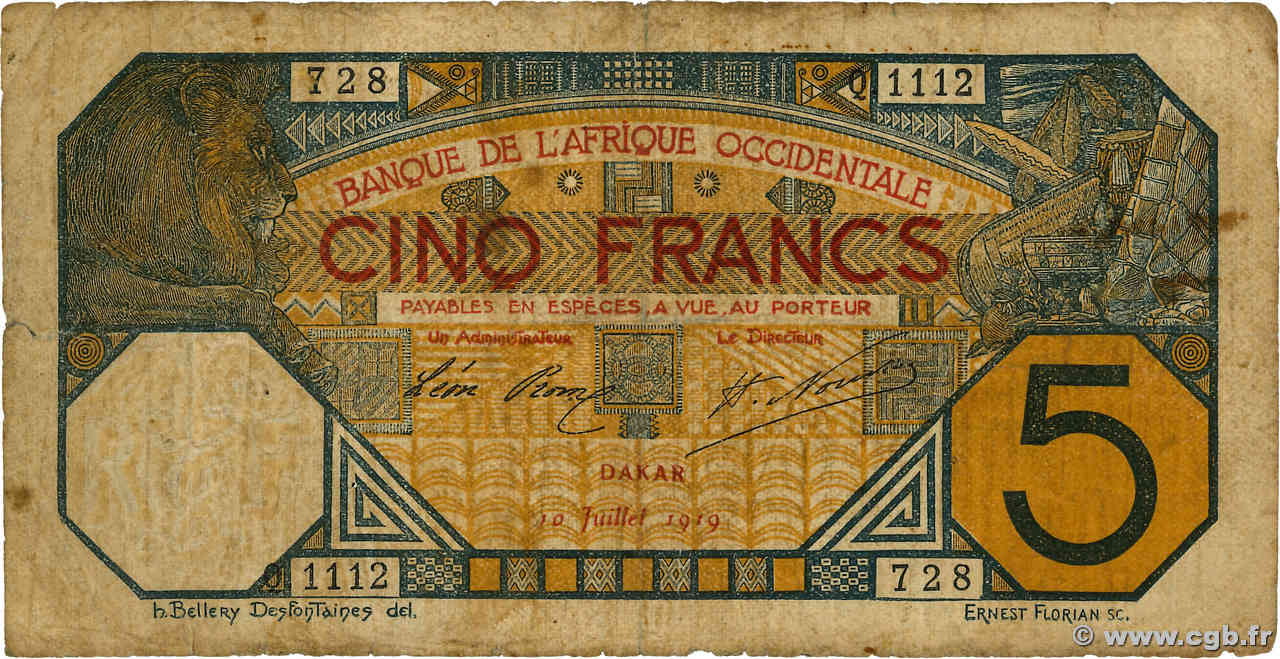 728
Q 1112
BANQUE DE L'AFRIQUE OCCIDENTALE
CINQ FRANCS
PAYABLES EN ESPÈCES, A VUE, AU PORTEUR
Un Administrateur
Le Directeur
Léon
H.
5
DAKAR
10 Juillet 1919
Q 1112
728
h. Bellery Desfontaines del.
ERNEST FLORIAN SC.
© www.cgb.fr